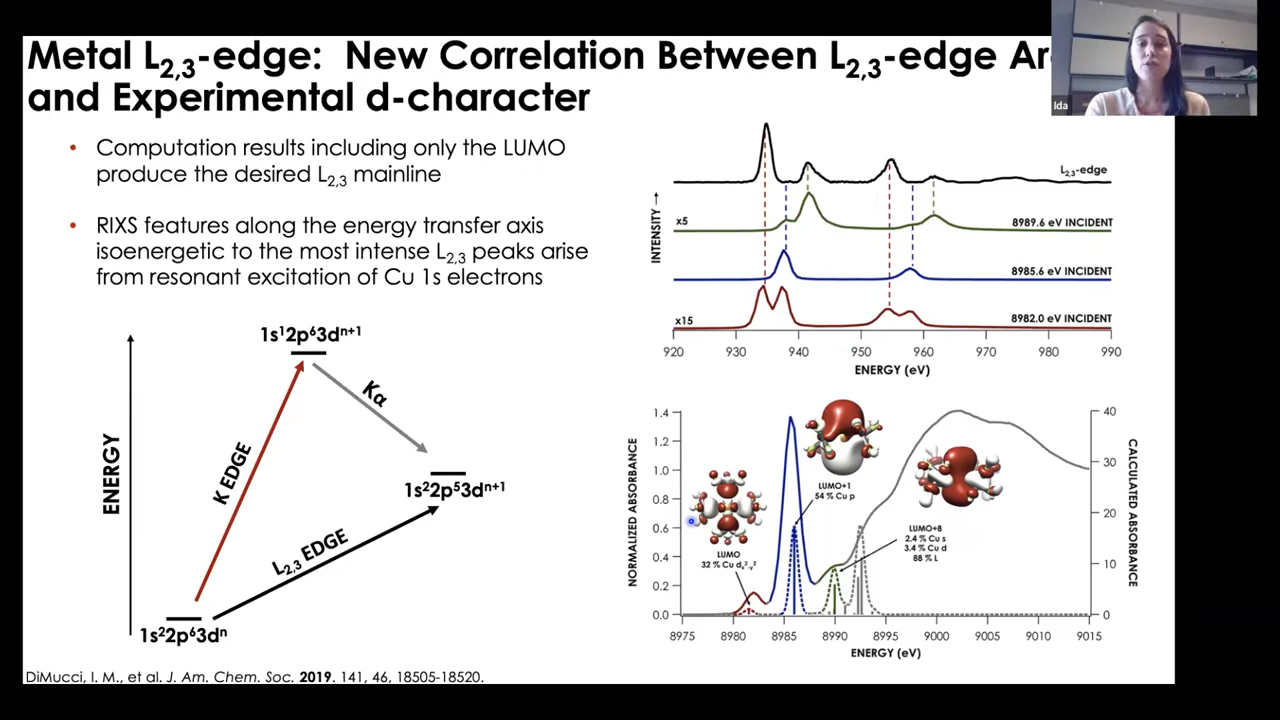 Metal L2,3-edge: New Correlation Between L2,3-edge Ar
and Experimental d-character
Ida
• Computation results including only the LUMO
produce the desired L2,3 mainline
• RIXS features along the energy transfer axis
isoenergetic to the most intense L2,3 peaks arise
from resonant excitation of Cu 1s electrons
ENERGY
1s¹2p⁶3dⁿ⁺¹
Kα
K EDGE
1s²2p⁵3dⁿ⁺¹
L2,3 EDGE
1s²2p⁶3dⁿ
INTENSITY →
L2,3-edge
x5
8989.6 eV INCIDENT
8985.6 eV INCIDENT
x15
8982.0 eV INCIDENT
920 930 940 950 960 970 980 990
ENERGY (eV)
NORMALIZED ABSORBANCE
1.4
1.2
1.0
0.8
0.6
0.4
0.2
0.0
LUMO
32 % Cu dx²-y²
LUMO+1
54 % Cu p
LUMO+8
2.4 % Cu s
3.4 % Cu d
88 % L
40
30
20
10
0
CALCULATED ABSORBANCE
8975 8980 8985 8990 8995 9000 9005 9010 9015
ENERGY (eV)
DiMucci, I. M., et al. J. Am. Chem. Soc. 2019. 141, 46, 18505-18520.